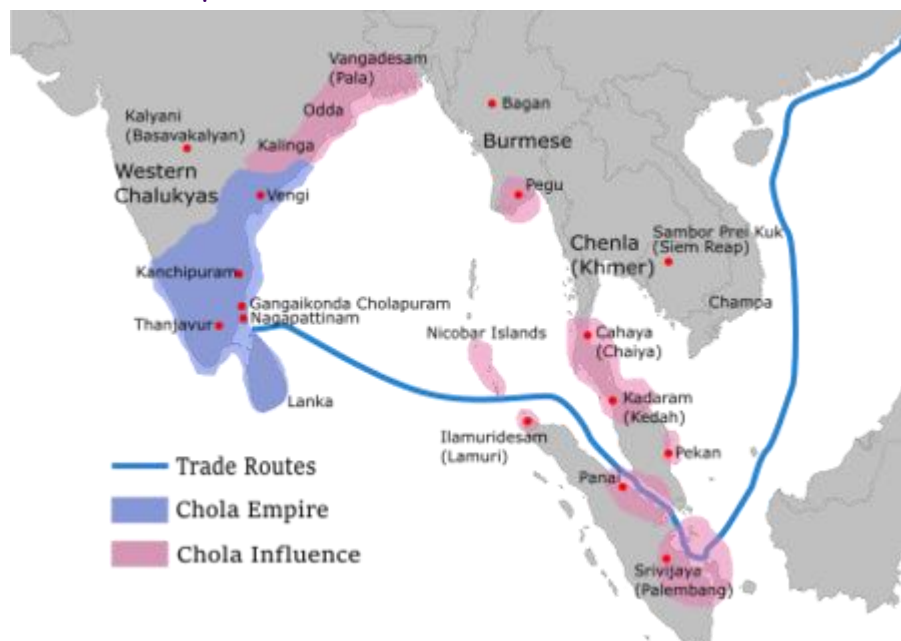 Vangadesam
(Pala)
Odda
Kalinga
Kalyani
(Basavakalyan)
Western
Chalukyas
Vengi
Kanchipuram
Gangaikonda Cholapuram
Nagapattinam
Thanjavur
Lanka
Bagan
Burmese
Pegu
Chenla
(Khmer)
Sambor Prei Kuk
(Siem Reap)
Champa
Nicobar Islands
Cahaya
(Chaiya)
Kadaram
(Kedah)
Ilamuridesam
(Lamuri)
Pekan
Panai
Srivijaya
(Palembang)
Trade Routes
Chola Empire
Chola Influence